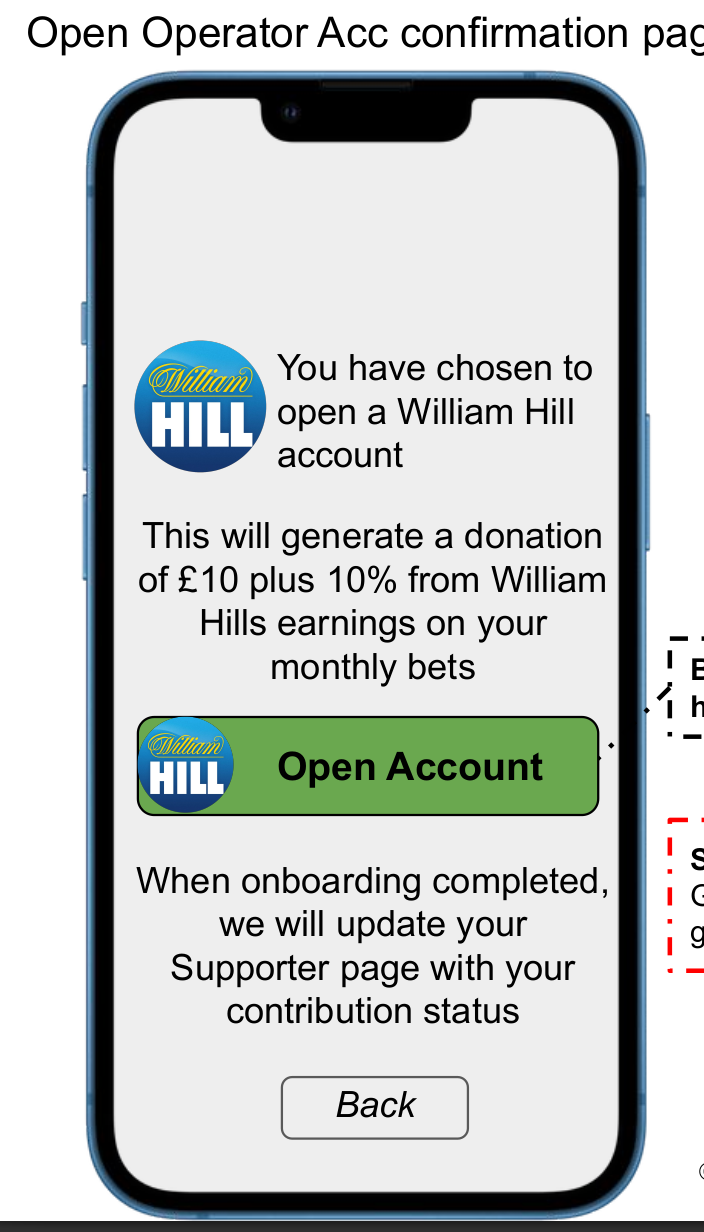 Open Operator Acc confirmation pag
William
HILL
You have chosen to
open a William Hill
account
This will generate a donation
of £10 plus 10% from William
Hills earnings on your
monthly bets
William
HILL
Open Account
When onboarding completed,
we will update your
Supporter page with your
contribution status
Back
h
S
G
g
©